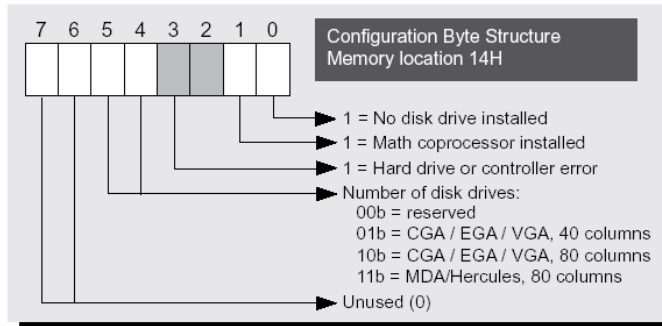 7 6 5 4 3 2 1 0
Configuration Byte Structure
Memory location 14H
1 = No disk drive installed
1 = Math coprocessor installed
1 = Hard drive or controller error
Number of disk drives:
00b = reserved
01b = CGA / EGA / VGA, 40 columns
10b = CGA / EGA / VGA, 80 columns
11b = MDA/Hercules, 80 columns
Unused (0)